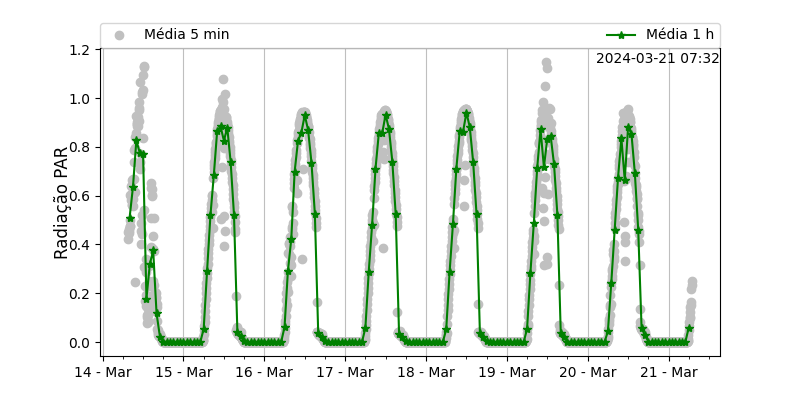 Média 5 min
Média 1 h
2024-03-21 07:32
Radiação PAR
1.2
1.0
0.8
0.6
0.4
0.2
0.0
14 - Mar
15 - Mar
16 - Mar
17 - Mar
18 - Mar
19 - Mar
20 - Mar
21 - Mar